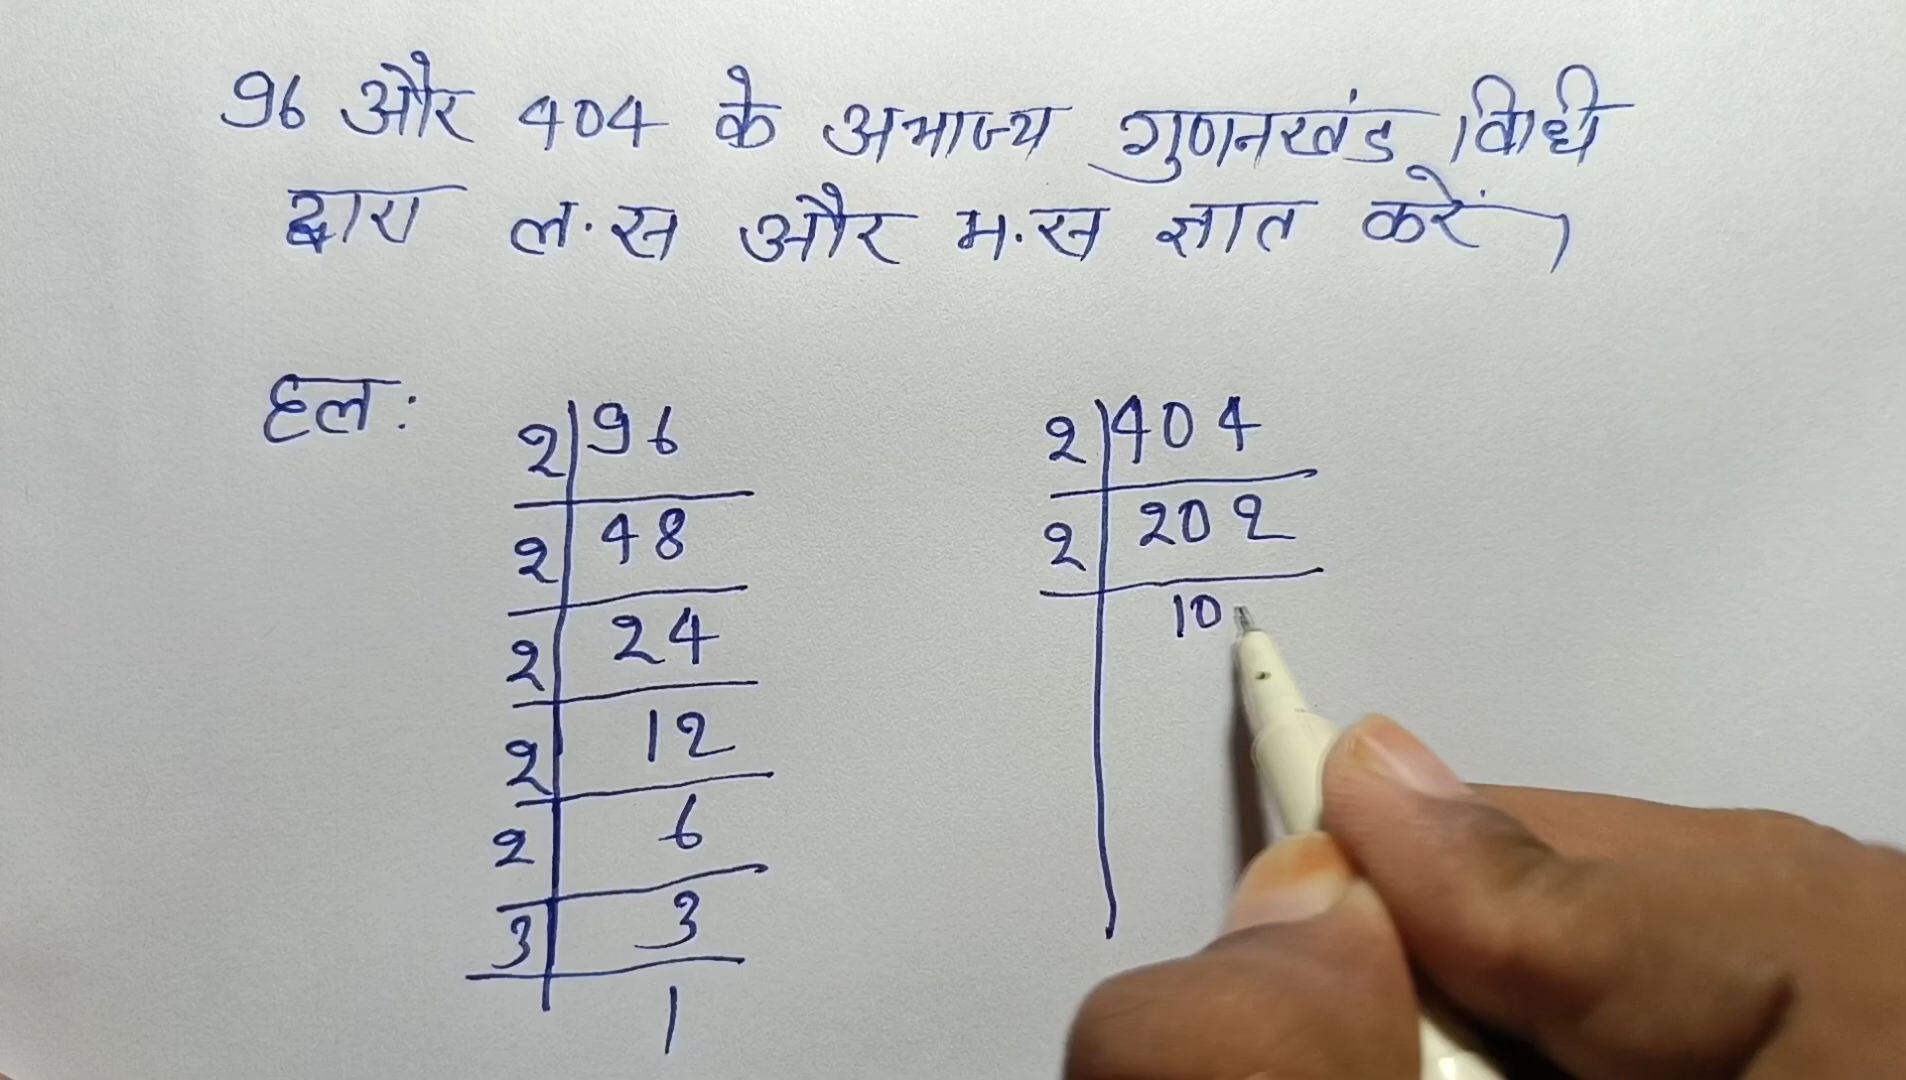 96 और 404 के अभाज्य गुणनखंड विधि
द्वारा ल.स और म.स ज्ञात करें।
हल:
2 | 96
2 | 48
2 | 24
2 | 12
2 | 6
3 | 3
1
2 | 404
2 | 202
10